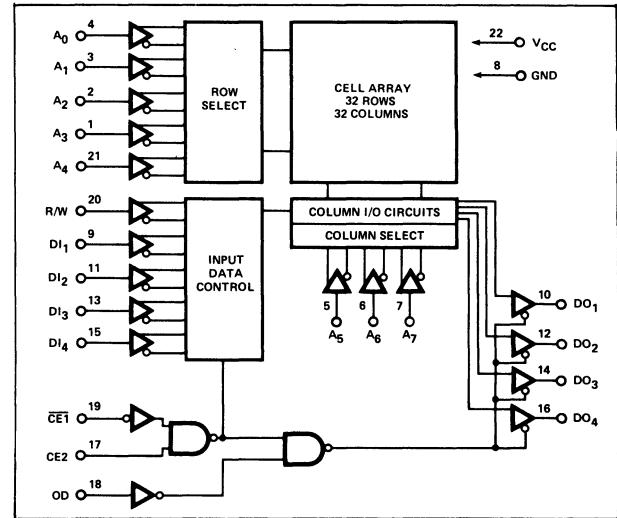 A0 4
A1 3
A2 2
A3 1
A4 21
ROW
SELECT
CELL ARRAY
32 ROWS
32 COLUMNS
22 VCC
8 GND
R/W 20
DI1 9
DI2 11
DI3 13
DI4 15
INPUT
DATA
CONTROL
COLUMN I/O CIRCUITS
COLUMN SELECT
5 6 7
A5 A6 A7
10 DO1
12 DO2
14 DO3
16 DO4
CE1 19
CE2 17
OD 18